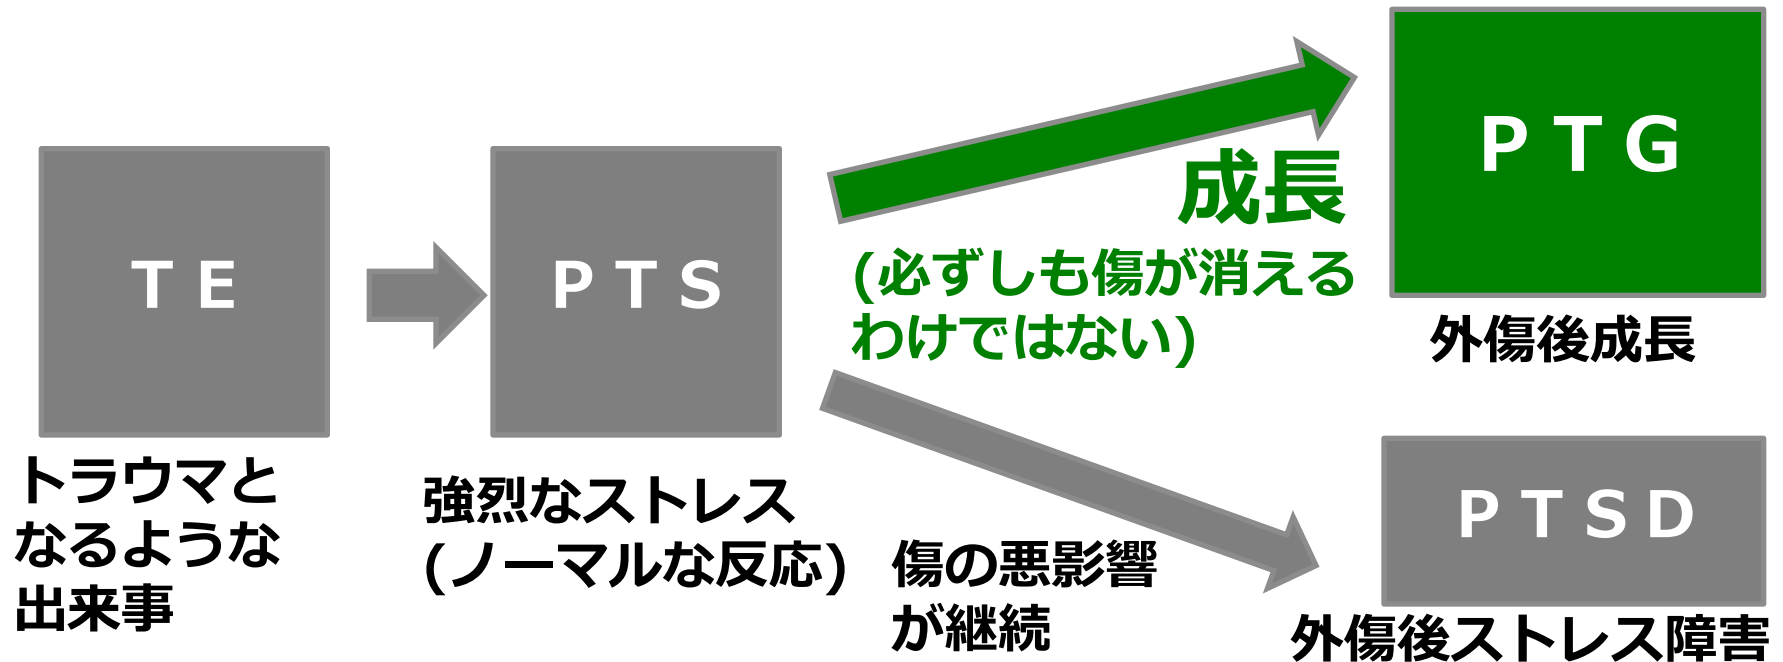 TE
トラウマと
なるような
出来事
PTS
強烈なストレス
(ノーマルな反応)
成長
(必ずしも傷が消える
わけではない)
PTG
外傷後成長
傷の悪影響
が継続
PTSD
外傷後ストレス障害